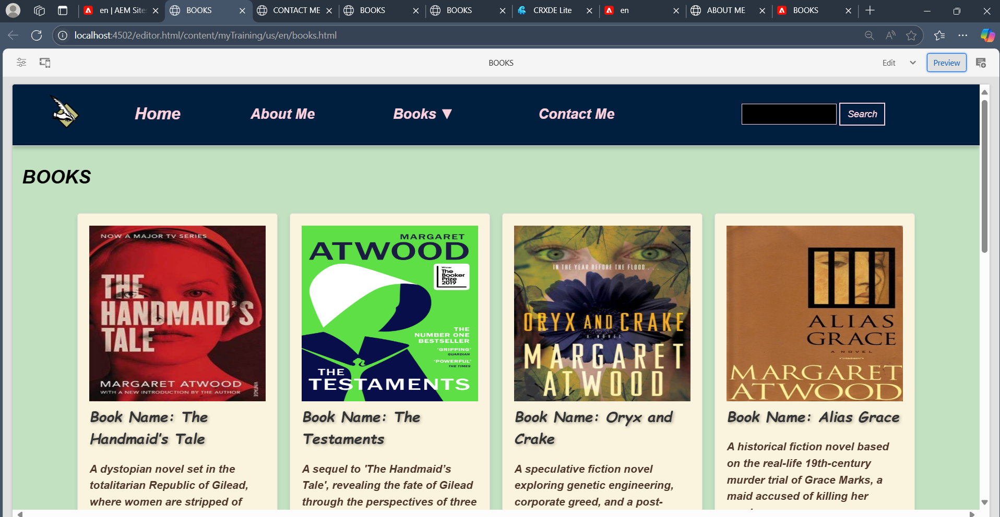 en | AEM Site
BOOKS
CONTACT ME
BOOKS
BOOKS
CRXDE Lite
en
ABOUT ME
BOOKS
localhost:4502/editor.html/content/myTraining/us/en/books.html
BOOKS
Edit
Preview
Home
About Me
Books ▼
Contact Me
Search
BOOKS
NOW A MAJOR TV SERIES
THE
HANDMAID'S
TALE
MARGARET ATWOOD
WITH A NEW INTRODUCTION BY THE AUTHOR
VINTAGE
Book Name: The
Handmaid's Tale
A dystopian novel set in the
totalitarian Republic of Gilead,
where women are stripped of
MARGARET
ATWOOD
Winner
The
Booker
Prize
2019
THE
NUMBER ONE
BESTSELLER
'GRIPPING'
GUARDIAN
'POWERFUL'
THE TIMES
THE
TESTAMENTS
Book Name: The
Testaments
A sequel to 'The Handmaid’s
Tale', revealing the fate of Gilead
through the perspectives of three
IN THE YEAR BEFORE THE FLOOD . . .
ORYX AND CRAKE
A NOVEL
MARGARET
ATWOOD
Book Name: Oryx and
Crake
A speculative fiction novel
exploring genetic engineering,
corporate greed, and a post-
ALIAS
GRACE
A NOVEL
MARGARET
ATWOOD
Book Name: Alias Grace
A historical fiction novel based
on the real-life 19th-century
murder trial of Grace Marks, a
maid accused of killing her